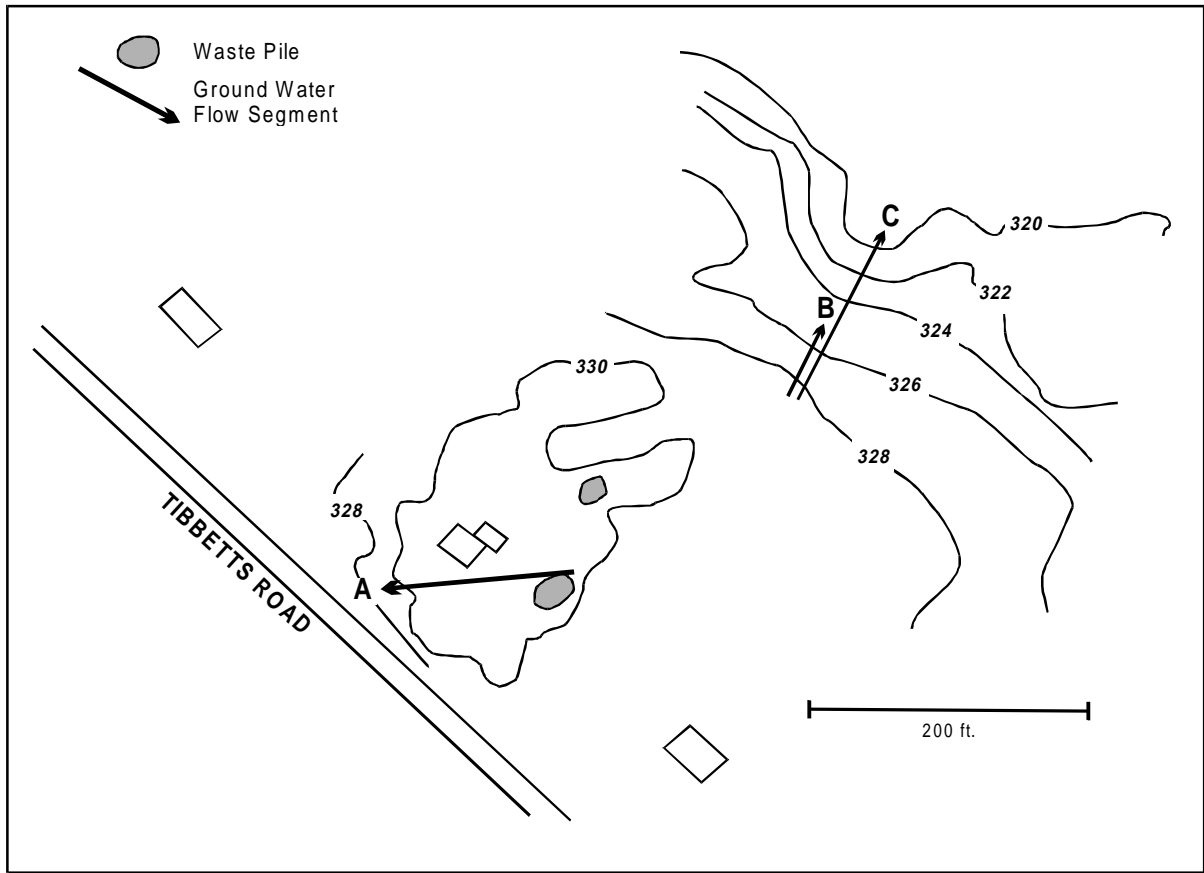 Waste Pile
Ground Water
Flow Segment
C
320
322
B
324
330
326
328
328
TIBBETTS ROAD
A
200 ft.